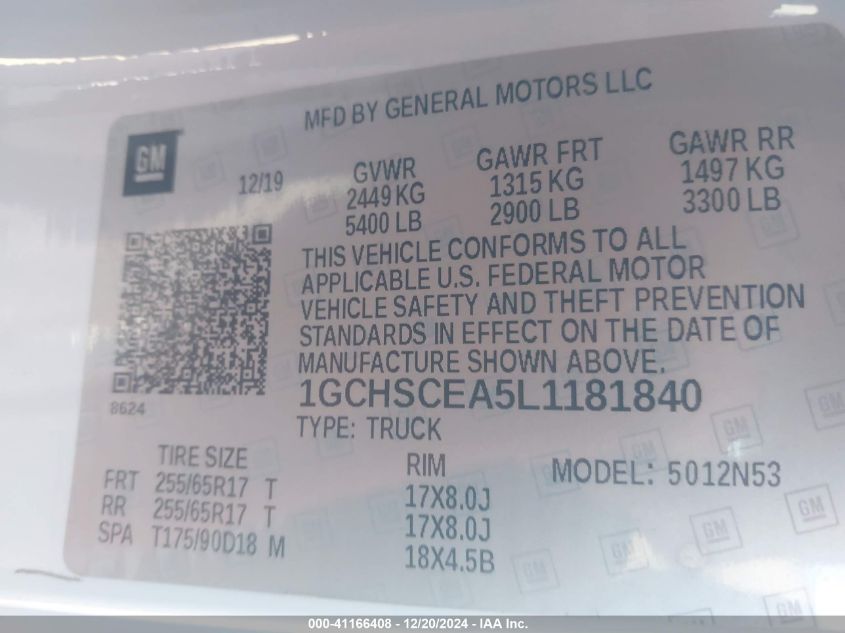 MFD BY GENERAL MOTORS LLC
GM
12/19
GVWR
2449 KG
5400 LB
GAWR FRT
1315 KG
2900 LB
GAWR RR
1497 KG
3300 LB
THIS VEHICLE CONFORMS TO ALL
APPLICABLE U.S. FEDERAL MOTOR
VEHICLE SAFETY AND THEFT PREVENTION
STANDARDS IN EFFECT ON THE DATE OF
MANUFACTURE SHOWN ABOVE.
8624
1GCHSCEA5L1181840
TYPE: TRUCK
TIRE SIZE
RIM
MODEL: 5012N53
FRT 255/65R17 T 17X8.0J
RR 255/65R17 T 17X8.0J
SPA T175/90D18 M 18X4.5B
000-41166408 - 12/20/2024 - IAA Inc.